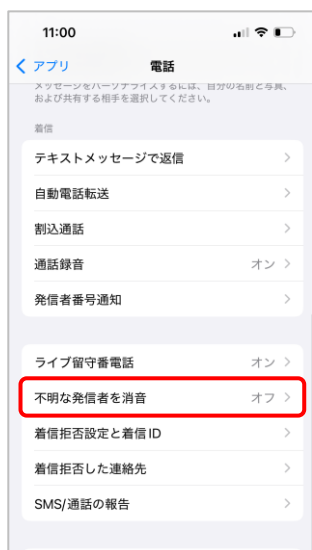 11:00
アプリ
電話
メッセージをパーソナライズするには、自分の名前と写真、
および共有する相手を選択してください。
着信
テキストメッセージで返信
自動電話転送
割込通話
通話録音 オン
発信者番号通知
ライブ留守番電話 オン
不明な発信者を消音 オフ
着信拒否設定と着信ID
着信拒否した連絡先
SMS/通話の報告